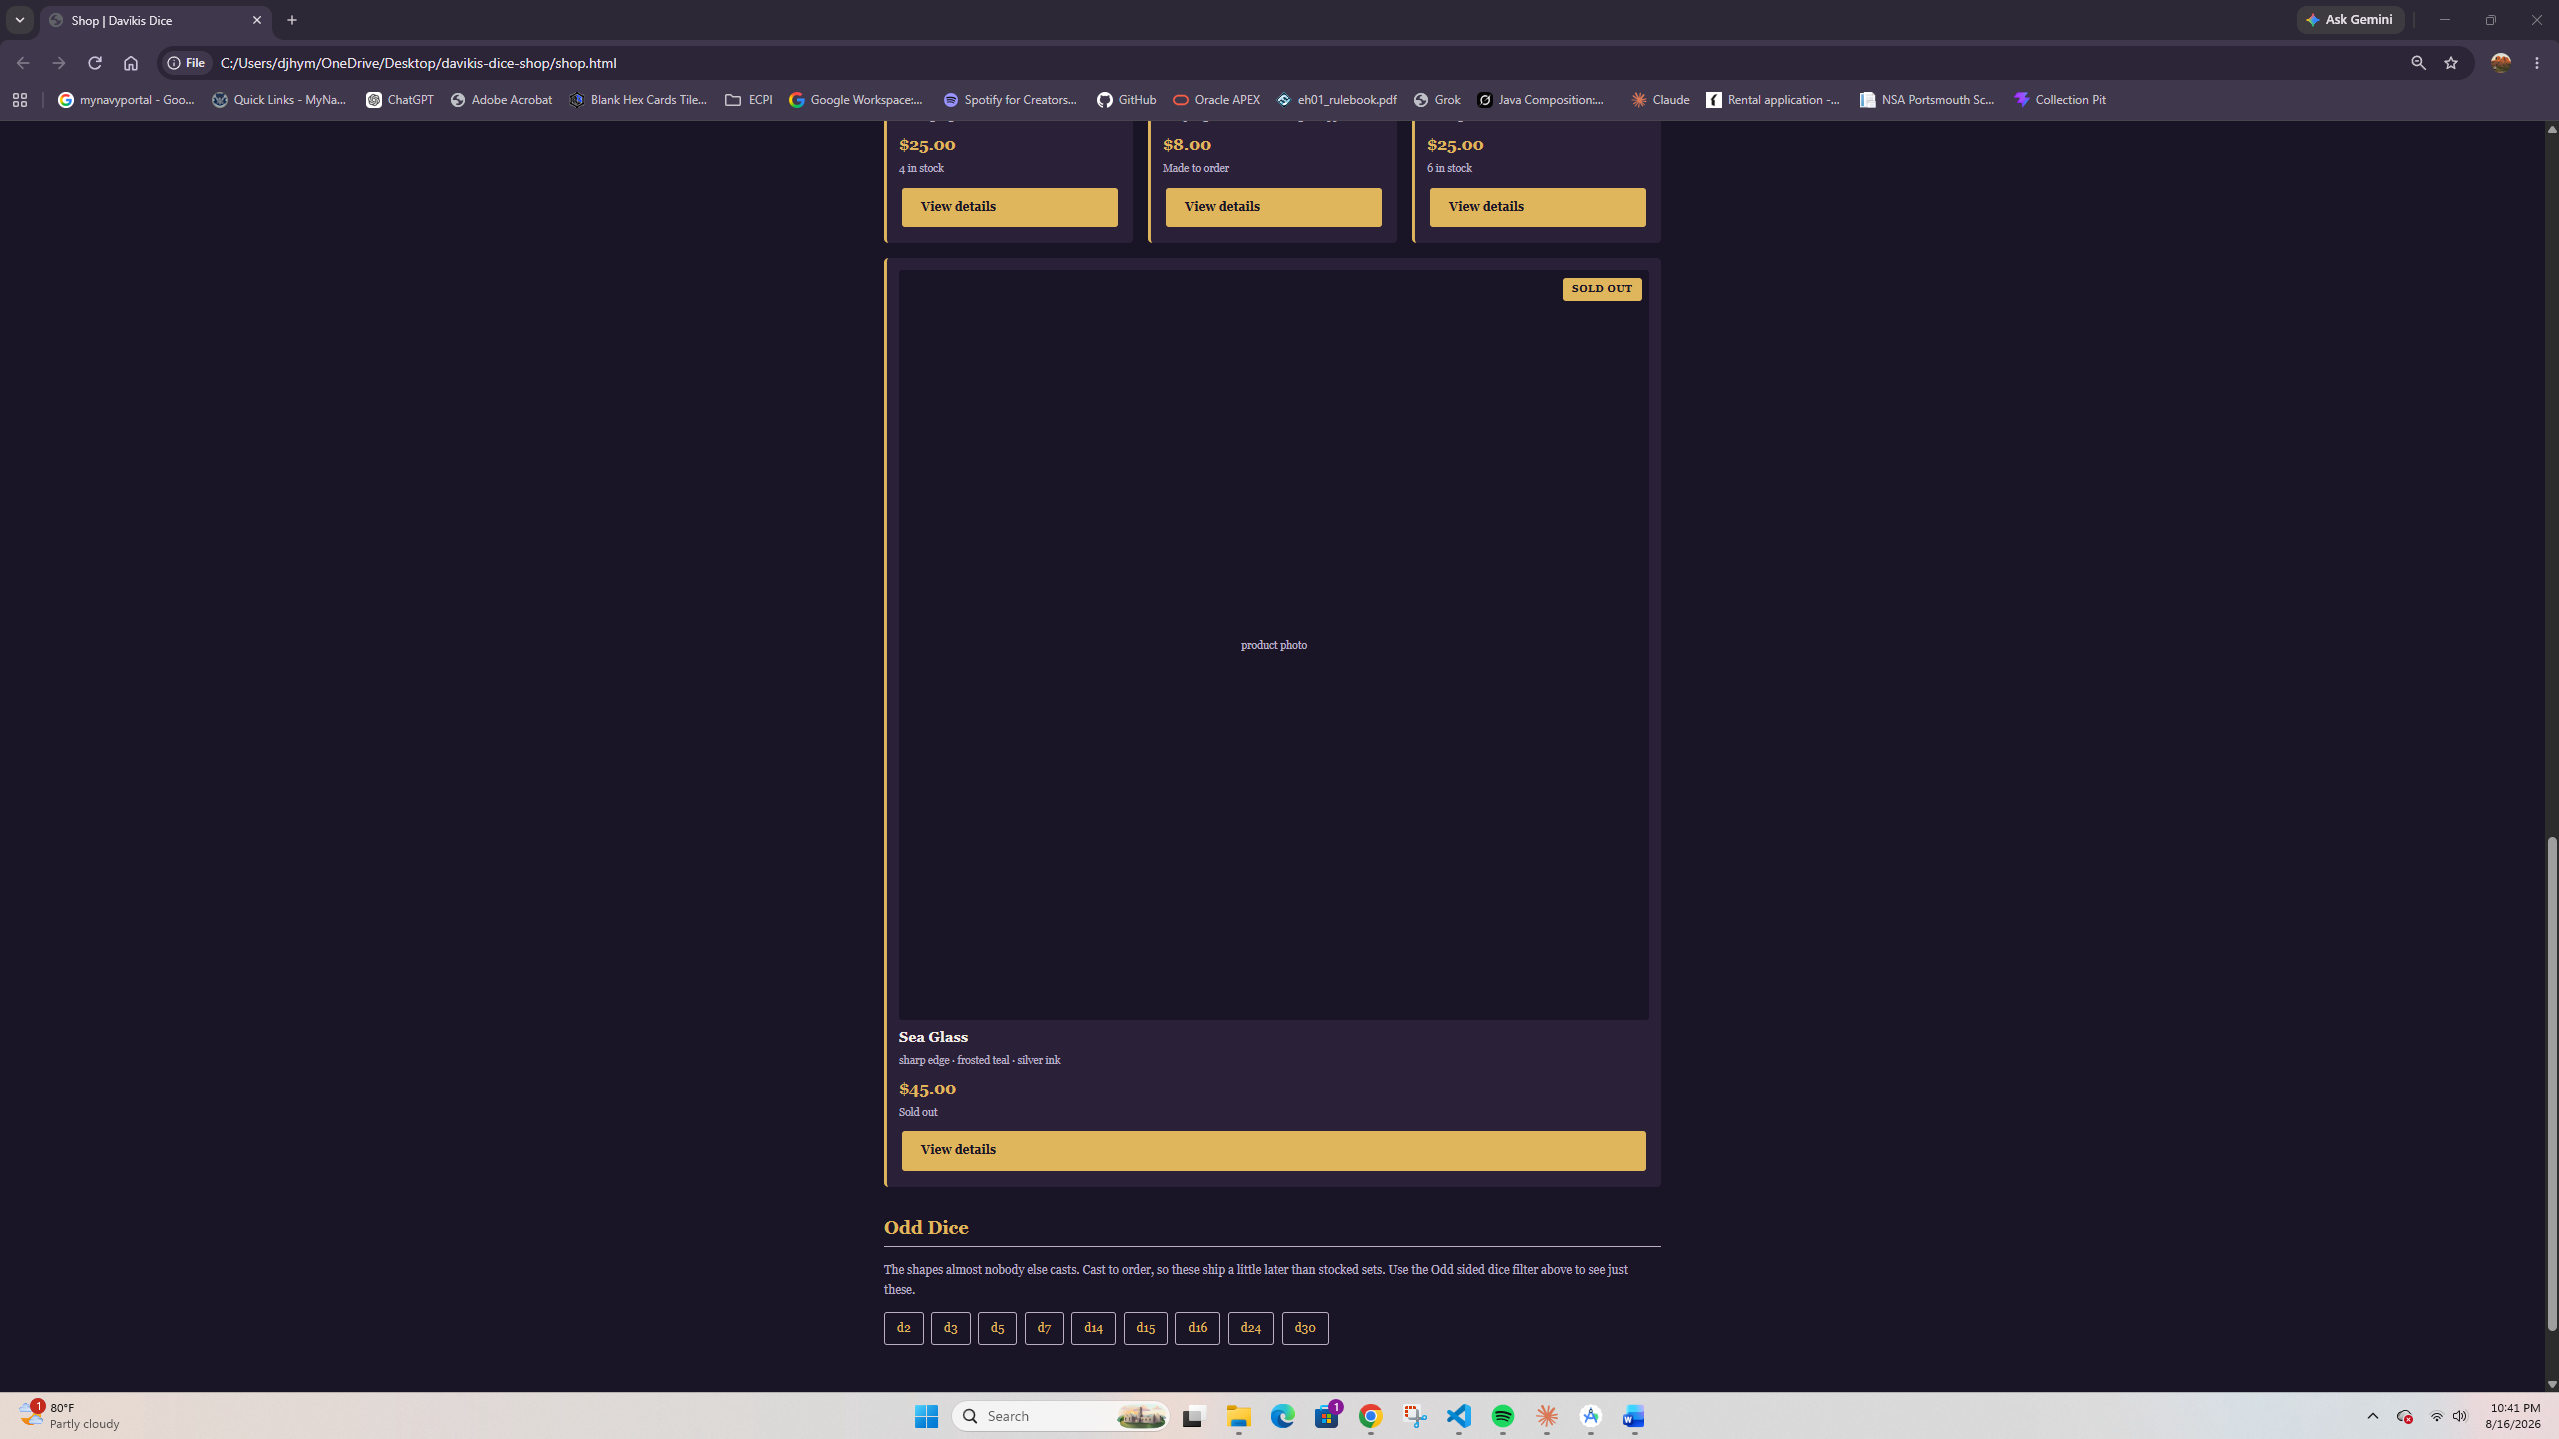 Shop | Davikis Dice
Ask Gemini
File
C:/Users/djhym/OneDrive/Desktop/davikis-dice-shop/shop.html
mynavyportal - Goo...
Quick Links - MyNa...
ChatGPT
Adobe Acrobat
Blank Hex Cards Tile...
ECPI
Google Workspace:...
Spotify for Creators...
GitHub
Oracle APEX
eh01_rulebook.pdf
Grok
Java Composition:...
Claude
Rental application -...
NSA Portsmouth Sc...
Collection Pit
$25.00
4 in stock
View details
$8.00
Made to order
View details
$25.00
6 in stock
View details
SOLD OUT
product photo
Sea Glass
sharp edge · frosted teal · silver ink
$45.00
Sold out
View details
Odd Dice
The shapes almost nobody else casts. Cast to order, so these ship a little later than stocked sets. Use the Odd sided dice filter above to see just
these.
d2 d3 d5 d7 d14 d15 d16 d24 d30
1
80°F
Partly cloudy
Search
1
10:41 PM
8/16/2026